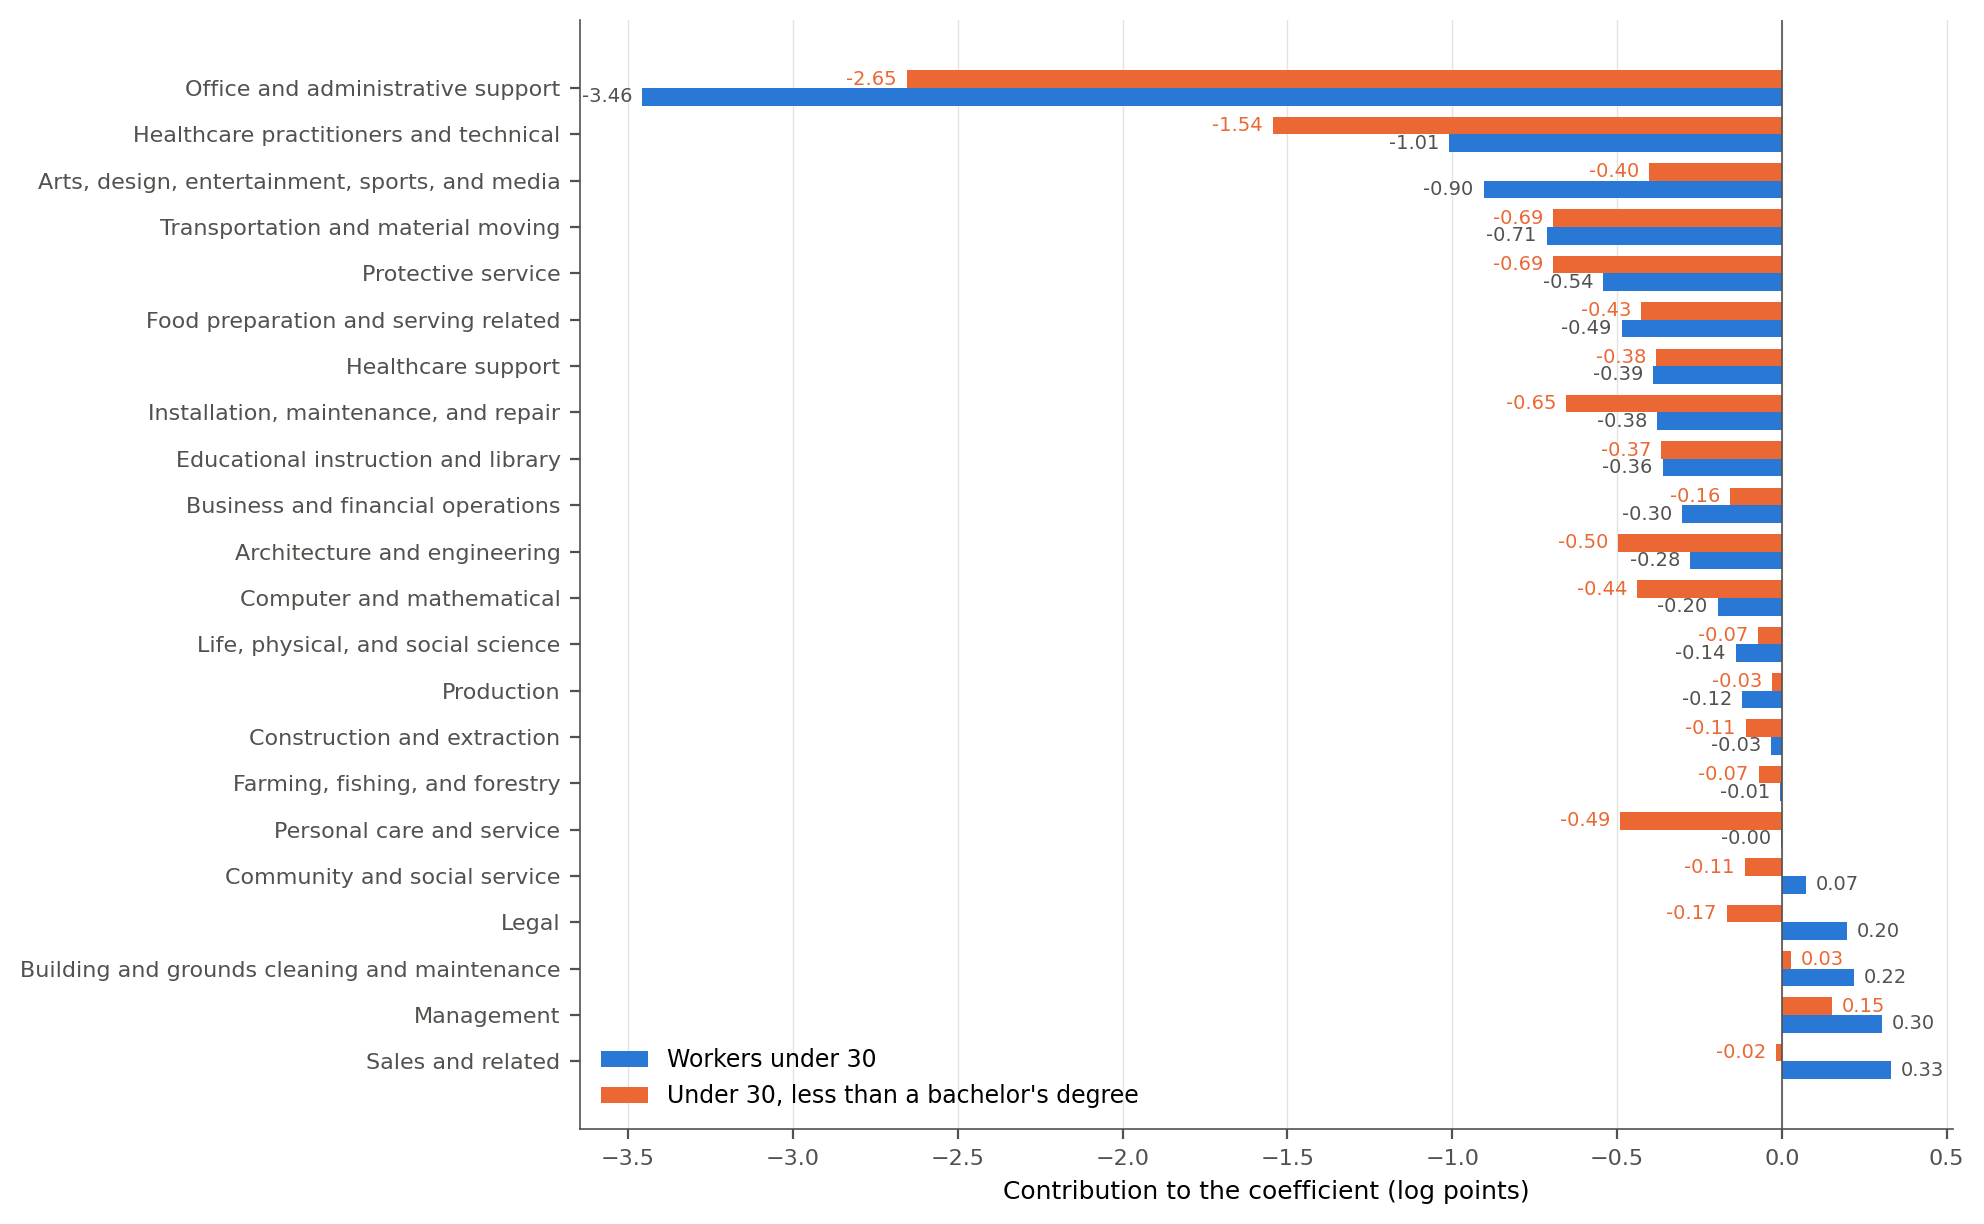 Office and administrative support
-2.65
-3.46
Healthcare practitioners and technical
-1.54
-1.01
Arts, design, entertainment, sports, and media
-0.40
-0.90
Transportation and material moving
-0.69
-0.71
Protective service
-0.69
-0.54
Food preparation and serving related
-0.43
-0.49
Healthcare support
-0.38
-0.39
Installation, maintenance, and repair
-0.65
-0.38
Educational instruction and library
-0.37
-0.36
Business and financial operations
-0.16
-0.30
Architecture and engineering
-0.50
-0.28
Computer and mathematical
-0.44
-0.20
Life, physical, and social science
-0.07
-0.14
Production
-0.03
-0.12
Construction and extraction
-0.11
-0.03
Farming, fishing, and forestry
-0.07
-0.01
Personal care and service
-0.49
-0.00
Community and social service
-0.11
0.07
Legal
-0.17
0.20
Building and grounds cleaning and maintenance
0.03
0.22
Management
0.15
0.30
Sales and related
-0.02
0.33
Workers under 30
Under 30, less than a bachelor's degree
−3.5 −3.0 −2.5 −2.0 −1.5 −1.0 −0.5 0.0 0.5
Contribution to the coefficient (log points)